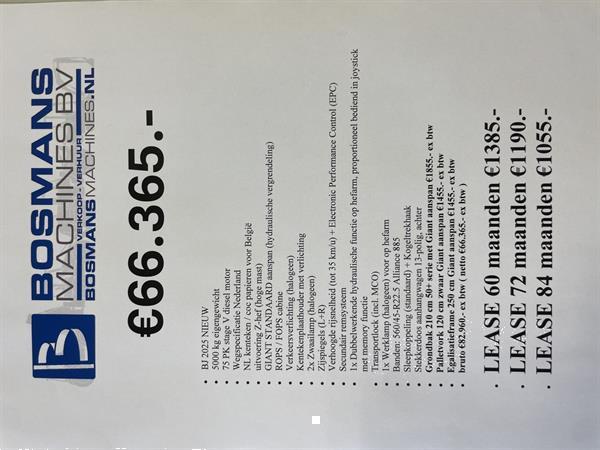 BOSMANS
MACHINES BV
VERKOOP - VERHUUR
BOSMANSMACHINES.NL
€66.365.-
• BJ 2025 NIEUW
• 5000 kg eigengewicht
• 75 PK stage V diesel motor
• Wegspecificatie Nederland
• NL kenteken / coc papieren voor België
• uitvoering Z-hef (hoge mast)
• GIANT STANDAARD aanspan (hydraulische vergrendeling)
• ROPS / FOPS cabine
• Verkeersverlichting (halogeen)
• Kentekenplaathouder met verlichting
• 2x Zwaailamp (halogeen)
• Zijspiegels (L+R)
• Verhoogde rijsnelheid (tot 35 km/u) + Electronic Performance Control (EPC)
• Secundair remsysteem
• 1x Dubbelwerkende hydraulische functie op hefarm, proportioneel bediend in joystick
met memory functie
• Transportlock (incl. MCO)
• 1x Werklamp (halogeen) voor op hefarm
• Banden: 560/45-R22.5 Alliance 885
• Sleepkoppeling (standaard) + Kogeltrekhaak
• Stekkerdoos aanhangwagen 13-polig, achter
• Grondbak 210 cm 50+ serie met Giant aanspan €1855.- ex btw
• Palletvork 120 cm zwaar Giant aanspan €1455.- ex btw
• Egalisatieframe 250 cm Giant aanspan €1455.- ex btw
• bruto €82.960.- ex btw ( netto €66.365.- ex btw )
• LEASE 60 maanden €1385.-
• LEASE 72 maanden €1190.-
• LEASE 84 maanden €1055.-